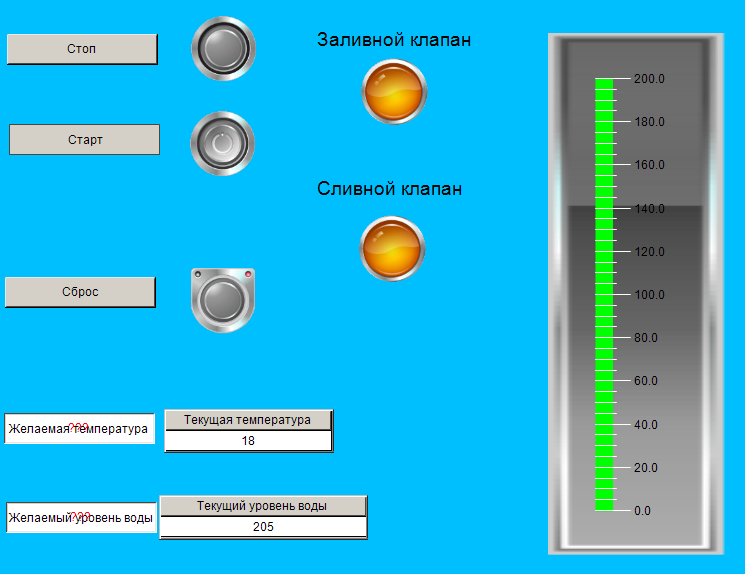 Стоп
Заливной клапан
Старт
Сливной клапан
Сброс
200.0
180.0
160.0
140.0
120.0
100.0
80.0
60.0
40.0
20.0
0.0
Желаемая температура
???
Текущая температура
18
Желаемый уровень воды
???
Текущий уровень воды
205